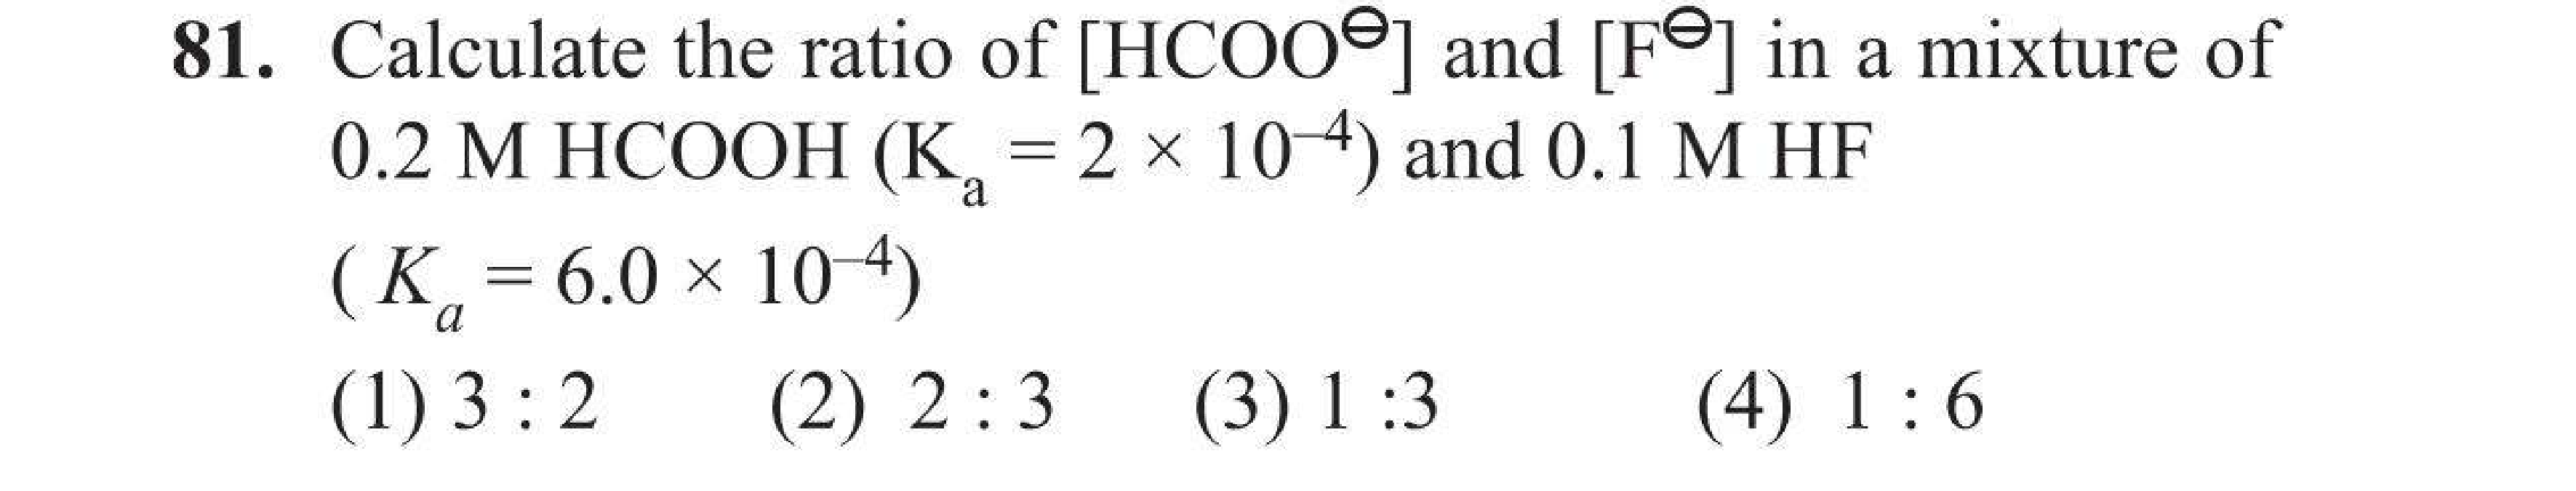 81. Calculate the ratio of [HCOO⊖] and [F⊖] in a mixture of
0.2 M HCOOH (Kₐ = 2 × 10⁻⁴) and 0.1 M HF
( Kₐ = 6.0 × 10⁻⁴)
(1) 3 : 2 (2) 2 : 3 (3) 1 :3 (4) 1 : 6